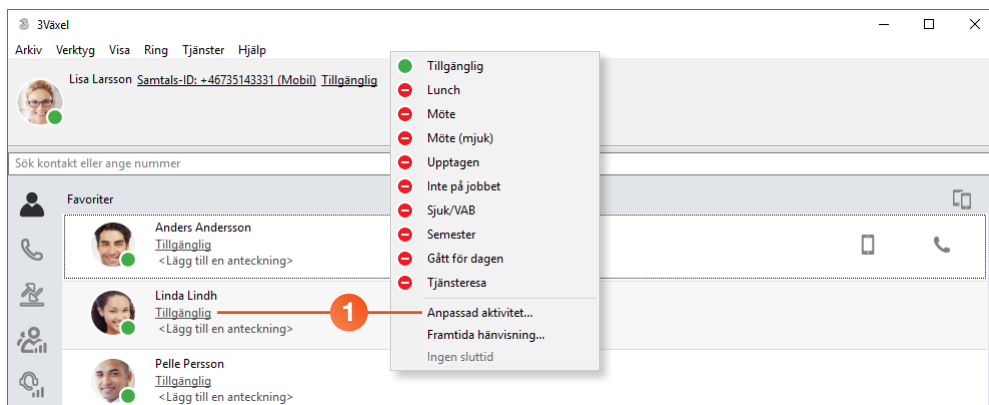 3Växel
Arkiv Verktyg Visa Ring Tjänster Hjälp
Lisa Larsson Samtals-ID: +46735143331 (Mobil) Tillgänglig
Sök kontakt eller ange nummer
Favoriter
Anders Andersson
Tillgänglig
<Lägg till en anteckning>
Linda Lindh
Tillgänglig
<Lägg till en anteckning>
Pelle Persson
Tillgänglig
<Lägg till en anteckning>
1
Tillgänglig
Lunch
Möte
Möte (mjuk)
Upptagen
Inte på jobbet
Sjuk/VAB
Semester
Gått för dagen
Tjänsteresa
Anpassad aktivitet...
Framtida hänvisning...
Ingen sluttid